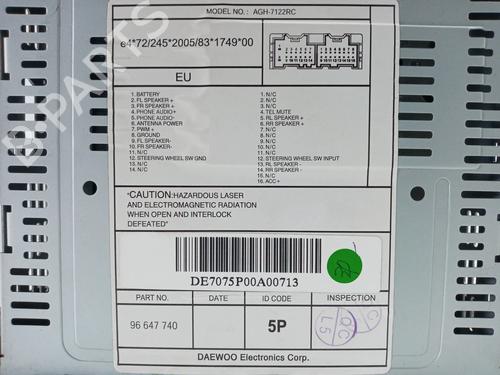 MODEL NO.: AGH-7122RC
e4*72/245*2005/83*1749*00
EU
1. BATTERY
2. FL SPEAKER +
3. FR SPEAKER +
4. PHONE AUDIO+
5. PHONE AUDIO-
6. ANTENNA POWER
7. PWM +
8. GROUND
9. FL SPEAKER-
10. FR SPEAKER-
11. N/C
12. STEERING WHEEL SW GND
13. N/C
14. N/C
1. N/C
2. N/C
3. N/C
4. TEL MUTE
5. RL SPEAKER +
6. RR SPEAKER +
7. N/C
8. N/C
9. N/C
10. N/C
11. N/C
12. STEERING WHEEL SW INPUT
13. RL SPEAKER -
14. RR SPEAKER -
15. N/C
16. ACC+
*CAUTION:HAZARDOUS LASER
AND ELECTROMAGNETIC RADIATION
WHEN OPEN AND INTERLOCK
DEFEATED*
DE7075P00A00713
PART NO.
DATE
ID CODE
INSPECTION
96 647 740
5P
QC
L5
DAEWOO Electronics Corp.
B-Parts